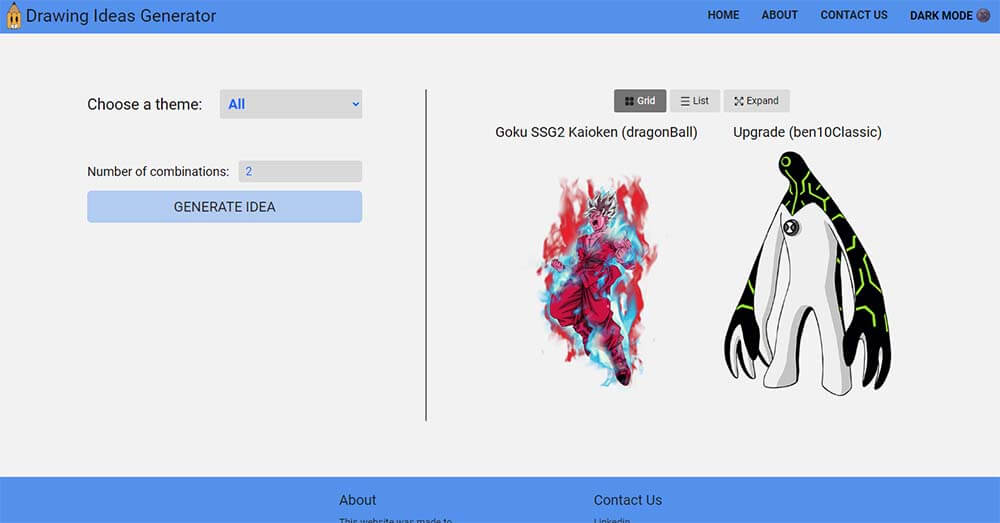 Drawing Ideas Generator
HOME
ABOUT
CONTACT US
DARK MODE
Choose a theme:
All
Number of combinations:
2
GENERATE IDEA
Grid
List
Expand
Goku SSG2 Kaioken (dragonBall)
Upgrade (ben10Classic)
About
This website was made to
Contact Us
Linkedin